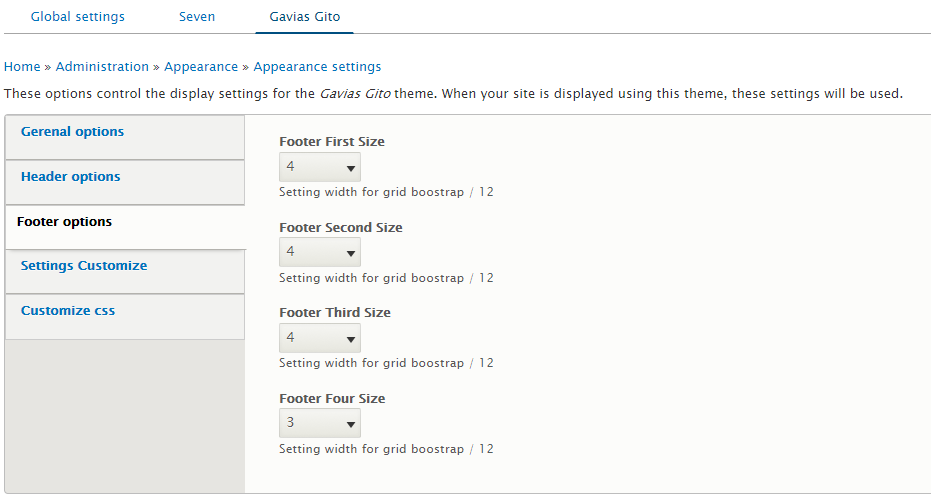 Global settings Seven Gavias Gito
Home » Administration » Appearance » Appearance settings
These options control the display settings for the Gavias Gito theme. When your site is displayed using this theme, these settings will be used.
Gerenal options
Header options
Footer options
Settings Customize
Customize css
Footer First Size
4
Setting width for grid boostrap / 12
Footer Second Size
4
Setting width for grid boostrap / 12
Footer Third Size
4
Setting width for grid boostrap / 12
Footer Four Size
3
Setting width for grid boostrap / 12